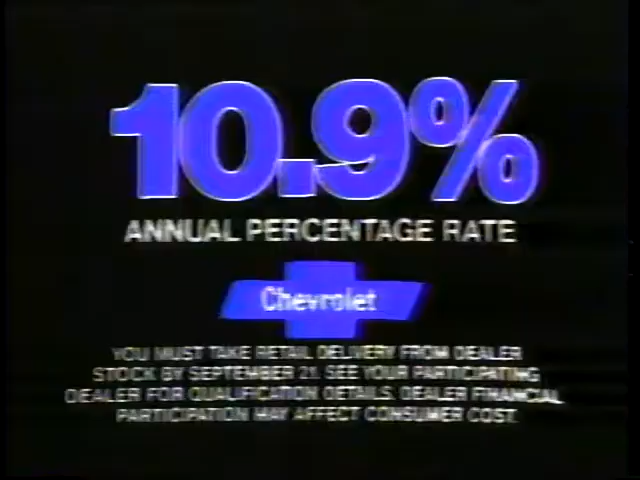 10.9%
ANNUAL PERCENTAGE RATE
Chevrolet
YOU MUST TAKE RETAIL DELIVERY FROM DEALER
STOCK BY SEPTEMBER 21. SEE YOUR PARTICIPATING
DEALER FOR QUALIFICATION DETAILS. DEALER FINANCIAL
PARTICIPATION MAY AFFECT CONSUMER COST.